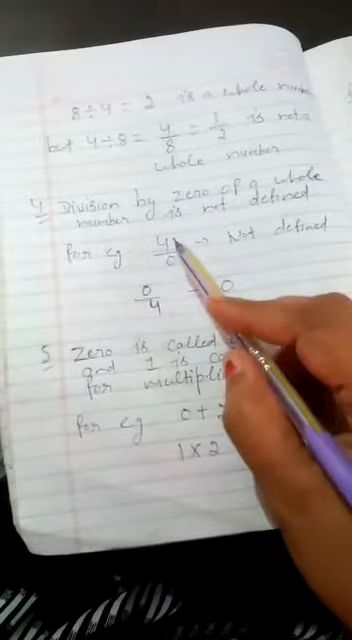 8 ÷ 4 = 2 is a whole number
but 4 ÷ 8 = 4/8 = 1/2 is not a
whole number
4 Division by zero of a whole
number is not defined
for eg 4/0 → Not defined
0/4 = 0
5 Zero is called
and 1 is
for
for eg 0 +
1 × 2